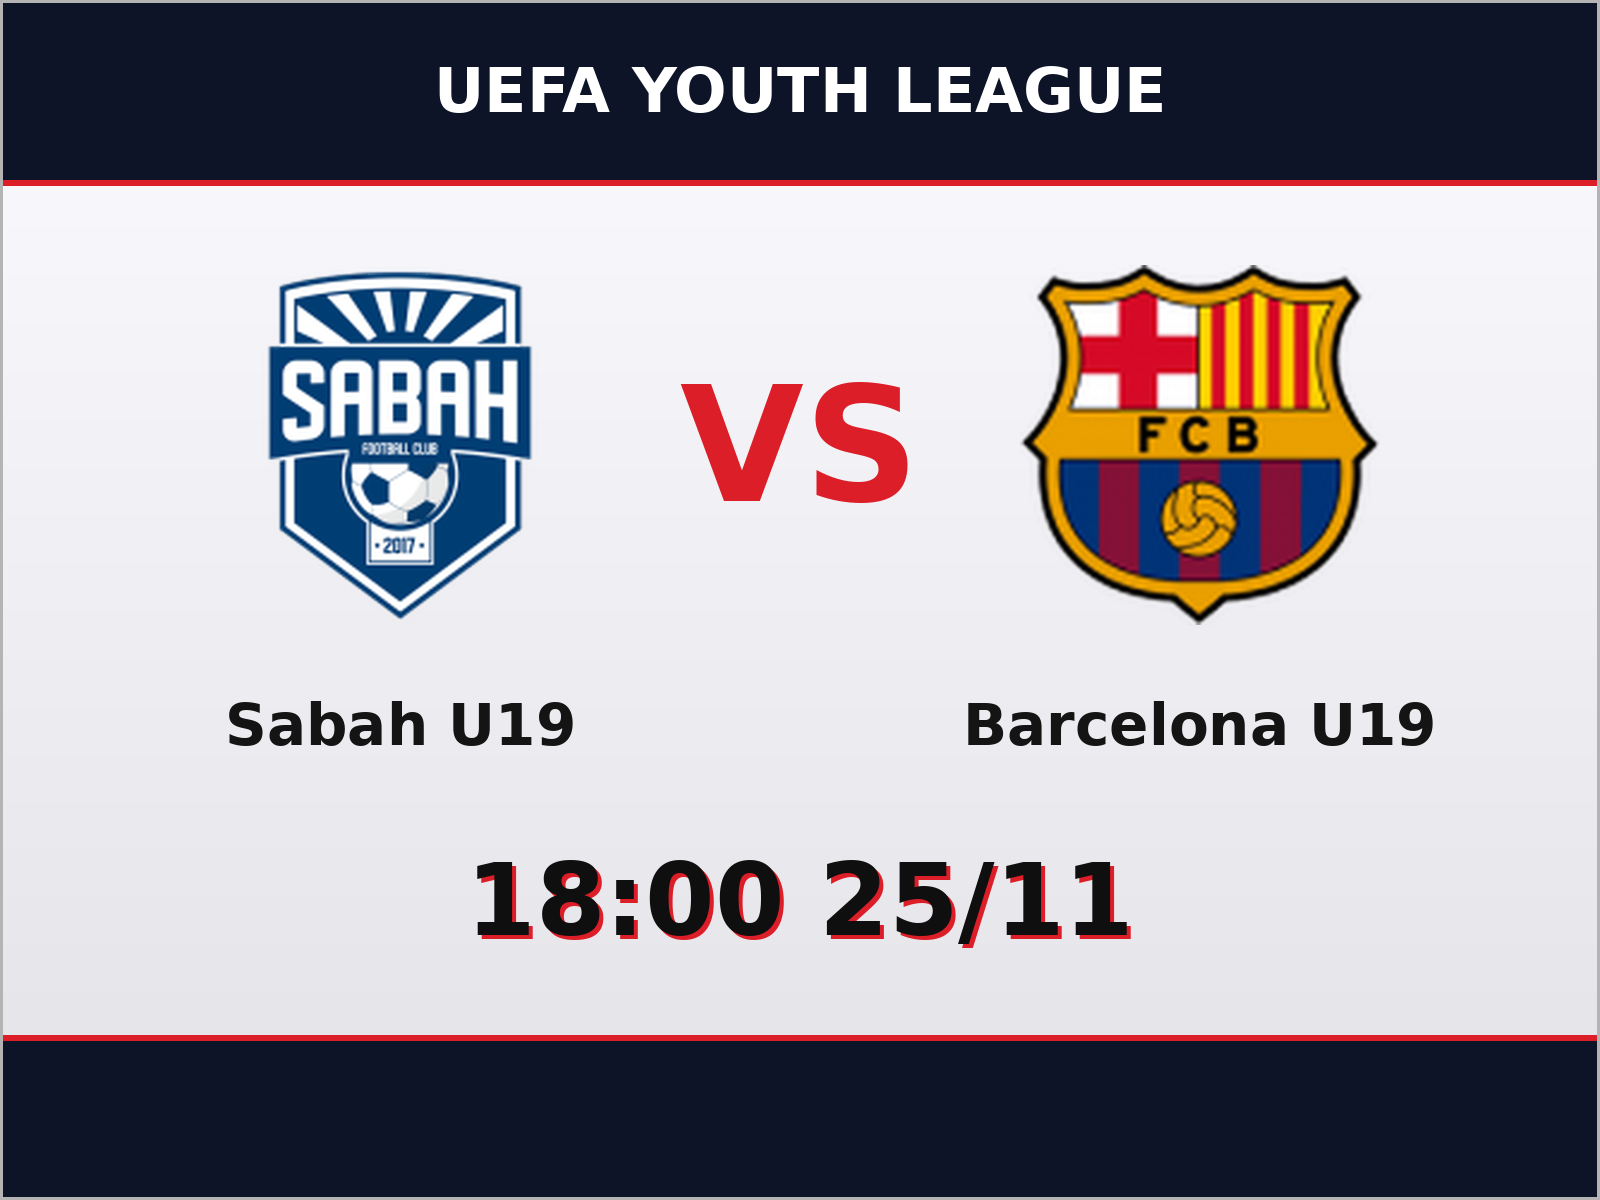 UEFA YOUTH LEAGUE
SABAH
FOOTBALL CLUB
· 2017 ·
VS
FCB
Sabah U19
Barcelona U19
18:00 25/11